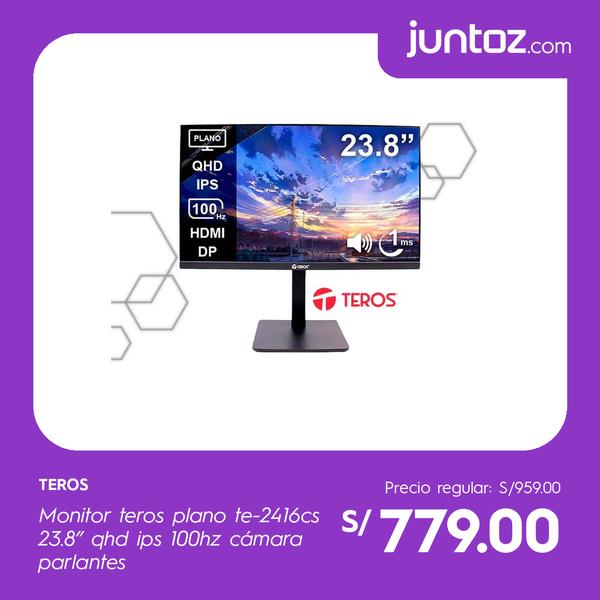 juntoz.com
PLANO
23.8”
QHD
IPS
100Hz
HDMI
1ms
DP
TEROS
TEROS
TEROS
Precio regular: S/959.00
Monitor teros plano te-2416cs
23.8” qhd ips 100hz cámara
parlantes
S/779.00